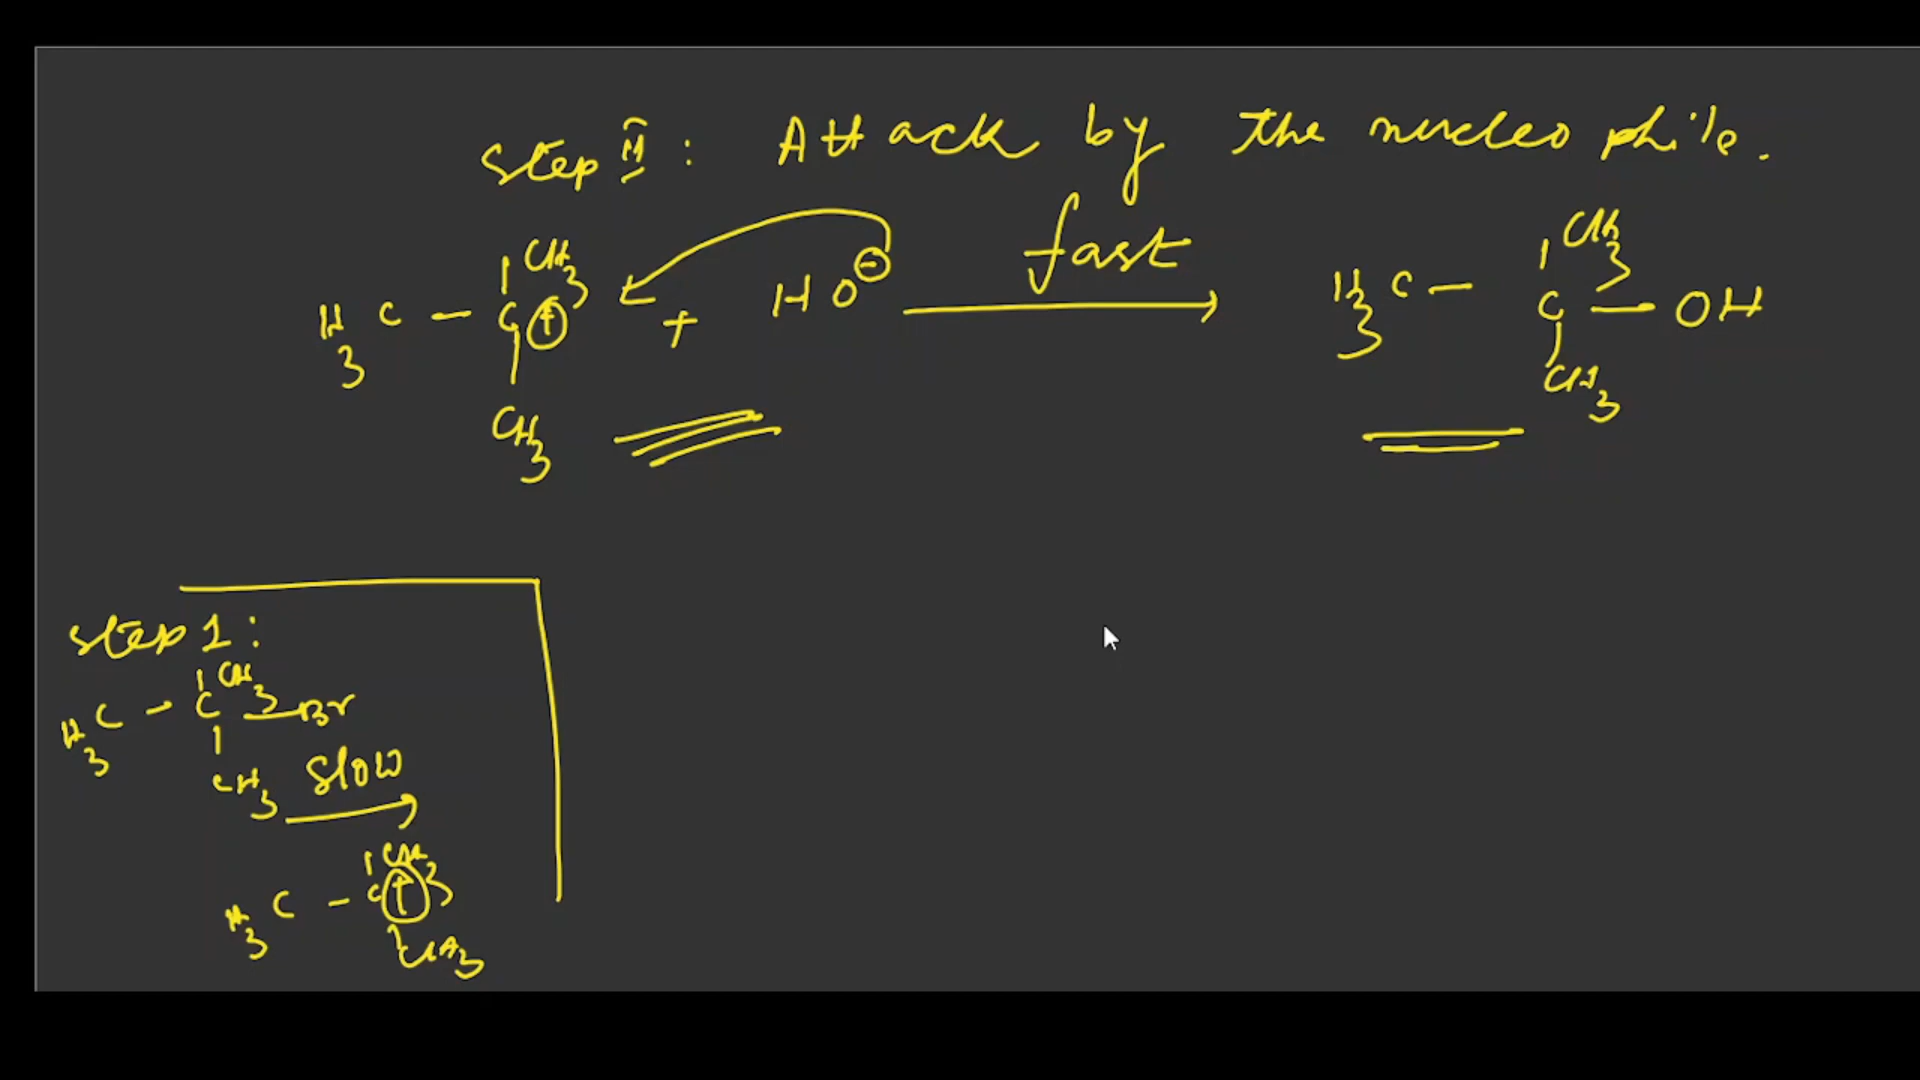 Step II : Attack by the nucleophile.
CH3 fast CH3
H3C - C⊕ + HO⊖ → H3C - C - OH
CH3 CH3
step 1 :
CH3
H3C - C - Br
CH3 slow →
CH3
H3C - C⊕
CH3